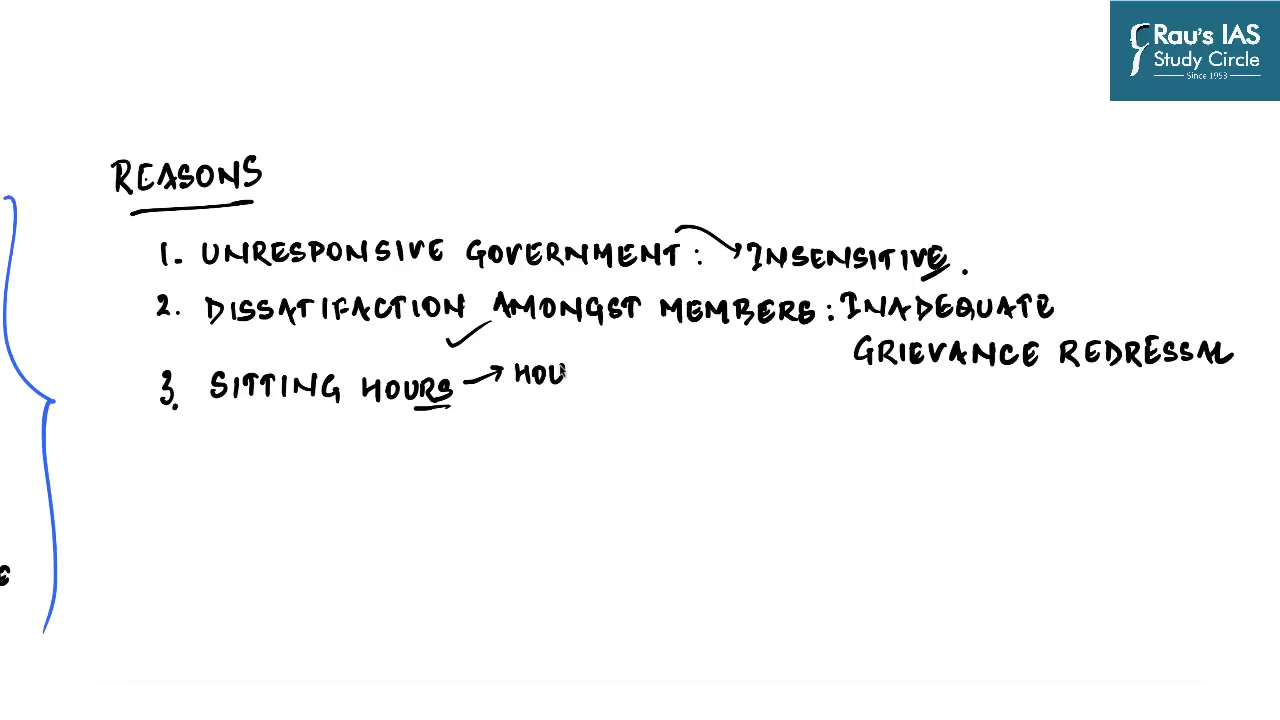 Rau's IAS
Study Circle
Since 1953
REASONS
1. UNRESPONSIVE GOVERNMENT : → INSENSITIVE.
2. DISSATIFACTION AMONGST MEMBERS : INADEQUATE
GRIEVANCE REDRESSAL
3. SITTING HOURS → HOU